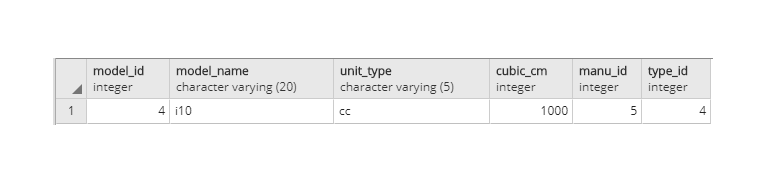 model_id model_name unit_type cubic_cm manu_id type_id
integer character varying (20) character varying (5) integer integer integer
1 4 i10 cc 1000 5 4